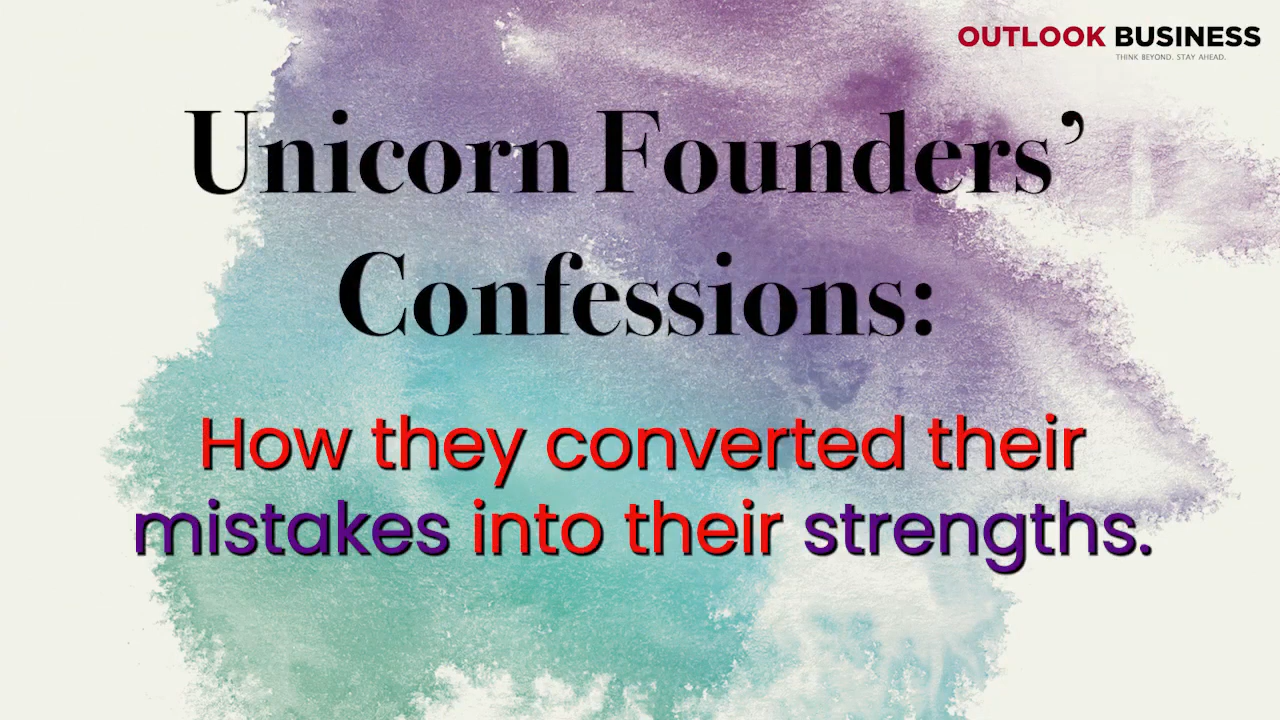 OUTLOOK BUSINESS
THINK BEYOND. STAY AHEAD.
Unicorn Founders’
Confessions:
How they converted their
mistakes into their strengths.